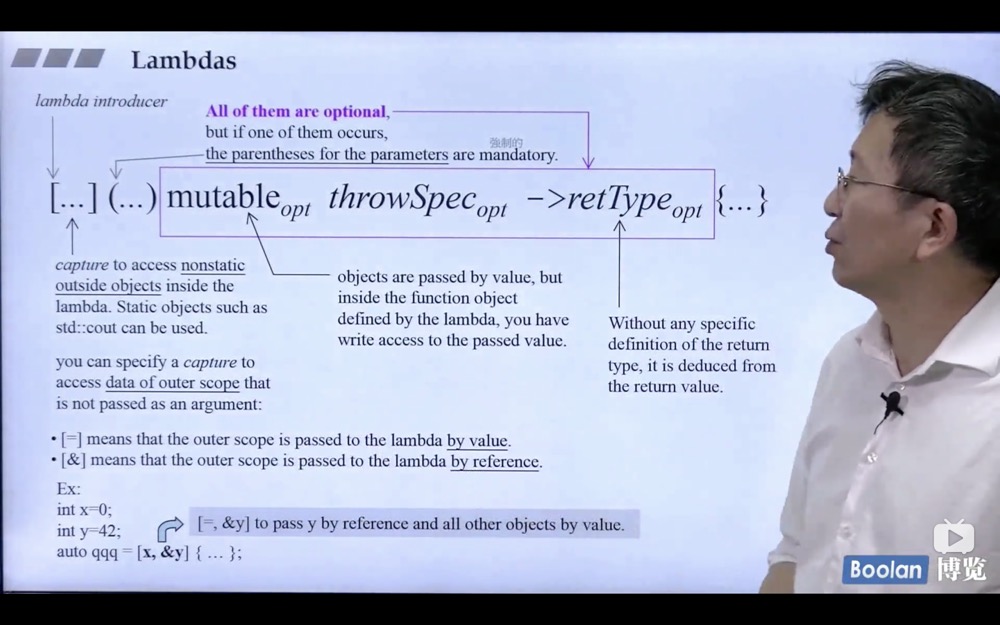 Lambdas
lambda introducer
All of them are optional,
but if one of them occurs,
強制的
the parentheses for the parameters are mandatory.
[...] (...) mutable opt throwSpec opt ->retType opt {...}
capture to access nonstatic
outside objects inside the
lambda. Static objects such as
std::cout can be used.
you can specify a capture to
access data of outer scope that
is not passed as an argument:
objects are passed by value, but
inside the function object
defined by the lambda, you have
write access to the passed value.
Without any specific
definition of the return
type, it is deduced from
the return value.
• [=] means that the outer scope is passed to the lambda by value.
• [&] means that the outer scope is passed to the lambda by reference.
Ex:
int x=0;
int y=42;
auto qqq = [x, &y] { ... };
[=, &y] to pass y by reference and all other objects by value.
Boolan 博览